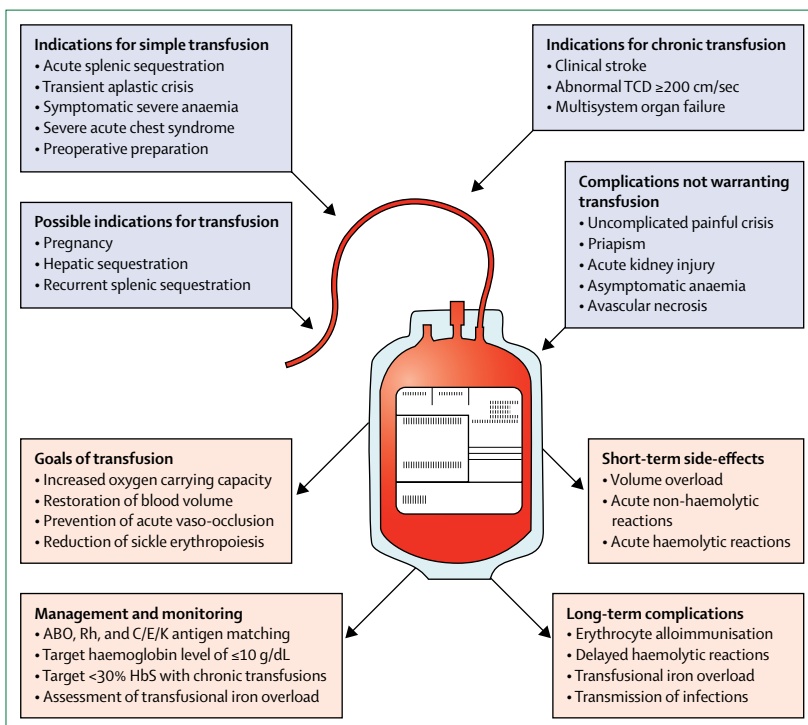 Indications for simple transfusion
• Acute splenic sequestration
• Transient aplastic crisis
• Symptomatic severe anaemia
• Severe acute chest syndrome
• Preoperative preparation
Indications for chronic transfusion
• Clinical stroke
• Abnormal TCD ≥200 cm/sec
• Multisystem organ failure
Possible indications for transfusion
• Pregnancy
• Hepatic sequestration
• Recurrent splenic sequestration
Complications not warranting
transfusion
• Uncomplicated painful crisis
• Priapism
• Acute kidney injury
• Asymptomatic anaemia
• Avascular necrosis
Goals of transfusion
• Increased oxygen carrying capacity
• Restoration of blood volume
• Prevention of acute vaso-occlusion
• Reduction of sickle erythropoiesis
Short-term side-effects
• Volume overload
• Acute non-haemolytic
reactions
• Acute haemolytic reactions
Management and monitoring
• ABO, Rh, and C/E/K antigen matching
• Target haemoglobin level of ≤10 g/dL
• Target <30% HbS with chronic transfusions
• Assessment of transfusional iron overload
Long-term complications
• Erythrocyte alloimmunisation
• Delayed haemolytic reactions
• Transfusional iron overload
• Transmission of infections